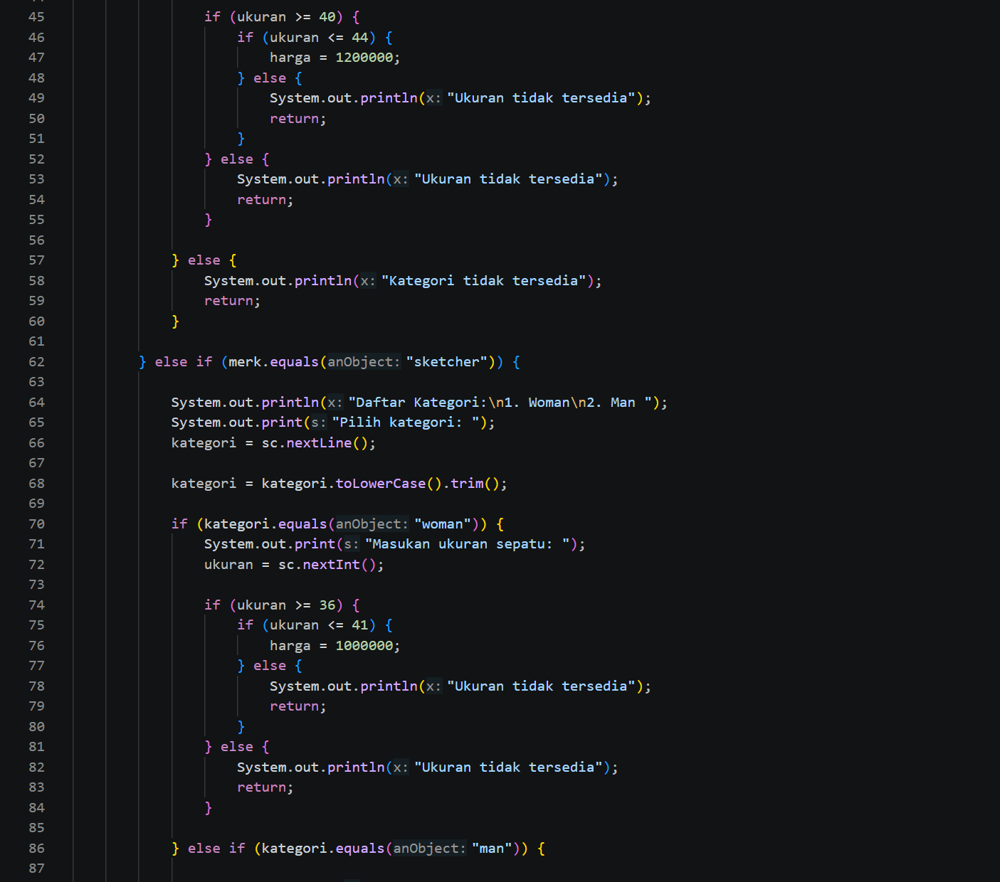 45 if (ukuran >= 40) {
46 if (ukuran <= 44) {
47 harga = 1200000;
48 } else {
49 System.out.println(x: "Ukuran tidak tersedia");
50 return;
51 }
52 } else {
53 System.out.println(x: "Ukuran tidak tersedia");
54 return;
55 }
56
57 } else {
58 System.out.println(x: "Kategori tidak tersedia");
59 return;
60 }
61
62 } else if (merk.equals(anObject: "sketcher")) {
63
64 System.out.println(x: "Daftar Kategori:\n1. Woman\n2. Man ");
65 System.out.print(s: "Pilih kategori: ");
66 kategori = sc.nextLine();
67
68 kategori = kategori.toLowerCase().trim();
69
70 if (kategori.equals(anObject: "woman")) {
71 System.out.print(s: "Masukan ukuran sepatu: ");
72 ukuran = sc.nextInt();
73
74 if (ukuran >= 36) {
75 if (ukuran <= 41) {
76 harga = 1000000;
77 } else {
78 System.out.println(x: "Ukuran tidak tersedia");
79 return;
80 }
81 } else {
82 System.out.println(x: "Ukuran tidak tersedia");
83 return;
84 }
85
86 } else if (kategori.equals(anObject: "man")) {
87